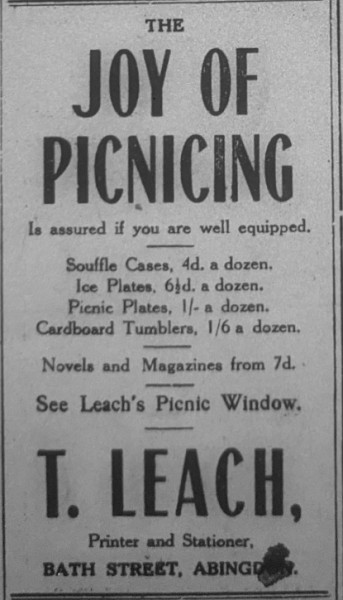 THE
JOY OF
PICNICING
Is assured if you are well equipped.
Souffle Cases, 4d. a dozen.
Ice Plates, 6½d. a dozen.
Picnic Plates, 1/- a dozen.
Cardboard Tumblers, 1/6 a dozen.
Novels and Magazines from 7d.
See Leach's Picnic Window.
T. LEACH,
Printer and Stationer,
BATH STREET,